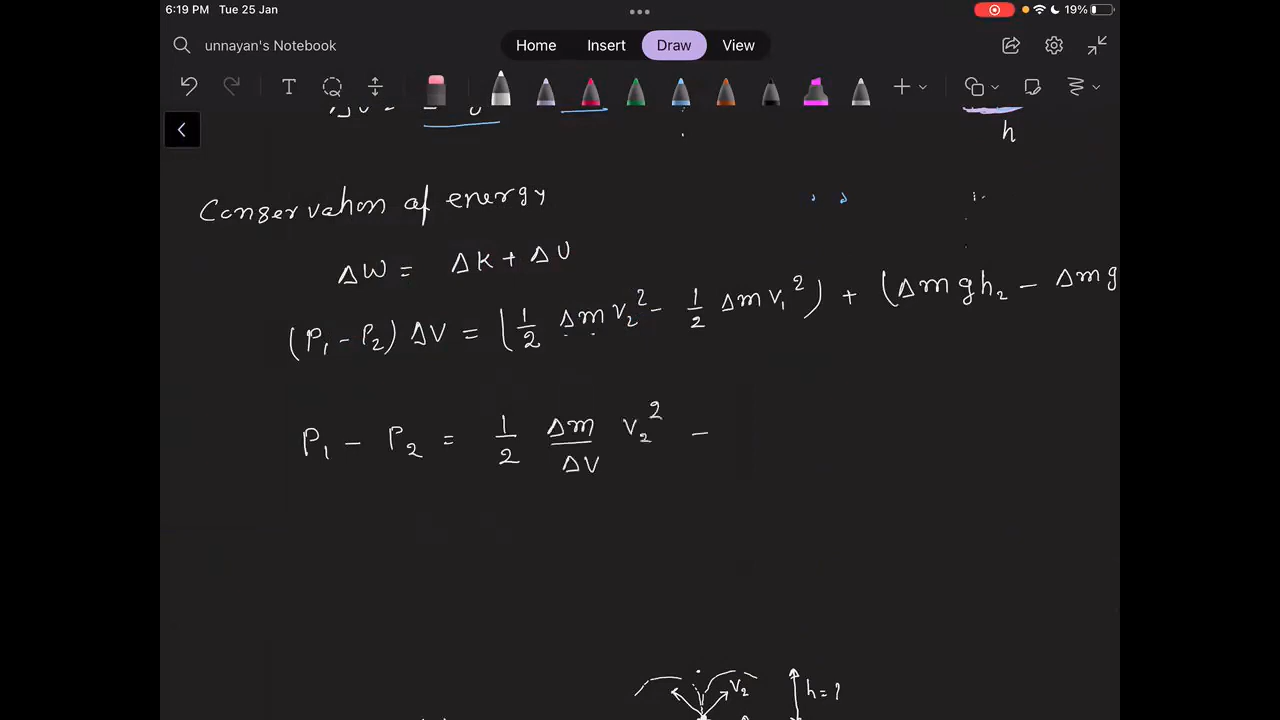 6:19 PM Tue 25 Jan 19%
unnayan's Notebook Home Insert Draw View
h
Conservation of energy
ΔW = ΔK + ΔU
(P₁ - P₂) ΔV = (1/2 Δm v₂² - 1/2 Δm v₁²) + (Δm g h₂ - Δm g
P₁ - P₂ = 1/2 Δm/ΔV v₂² -
v₂ h = ?